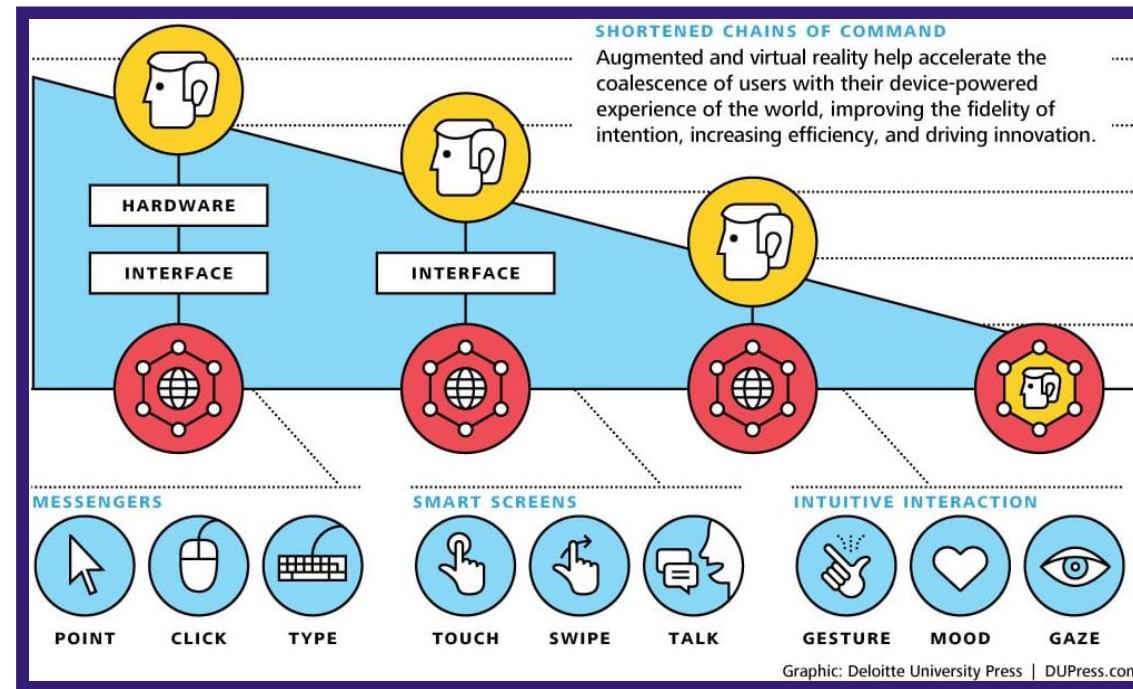 SHORTENED CHAINS OF COMMAND
Augmented and virtual reality help accelerate the
coalescence of users with their device-powered
experience of the world, improving the fidelity of
intention, increasing efficiency, and driving innovation.
HARDWARE
INTERFACE
INTERFACE
MESSENGERS
POINT
CLICK
TYPE
SMART SCREENS
TOUCH
SWIPE
TALK
INTUITIVE INTERACTION
GESTURE
MOOD
GAZE
Graphic: Deloitte University Press | DUPress.com